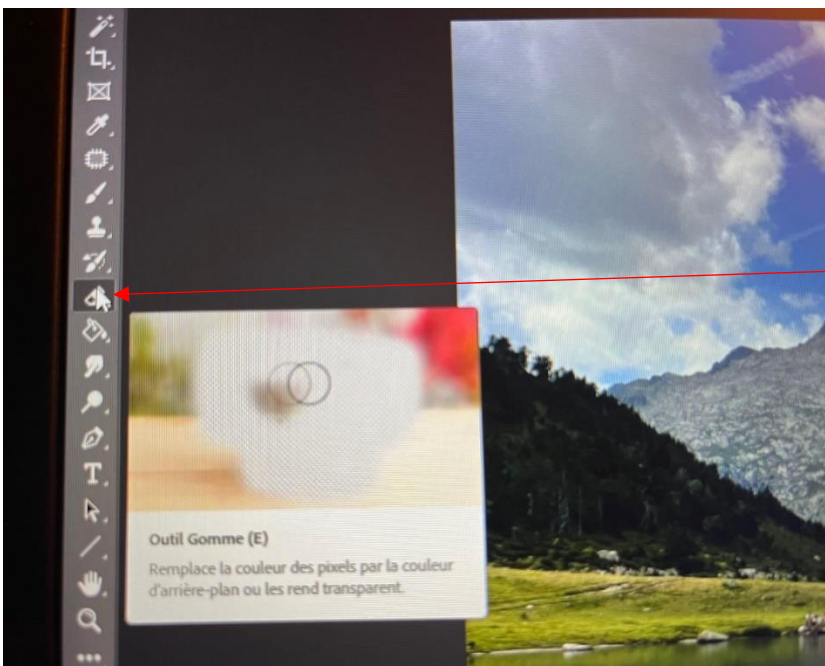 Outil Gomme (E)
Remplace la couleur des pixels par la couleur
d'arrière-plan ou les rend transparent.